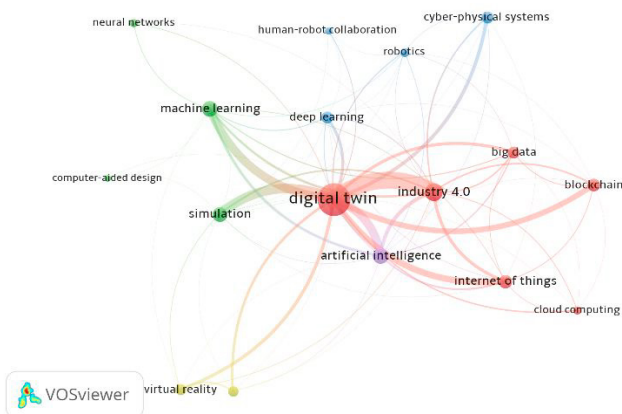 neural networks
human-robot collaboration
cyber-physical systems
robotics
machine learning
deep learning
big data
computer-aided design
blockchain
digital twin
industry 4.0
simulation
artificial intelligence
internet of things
cloud computing
virtual reality
VOSviewer